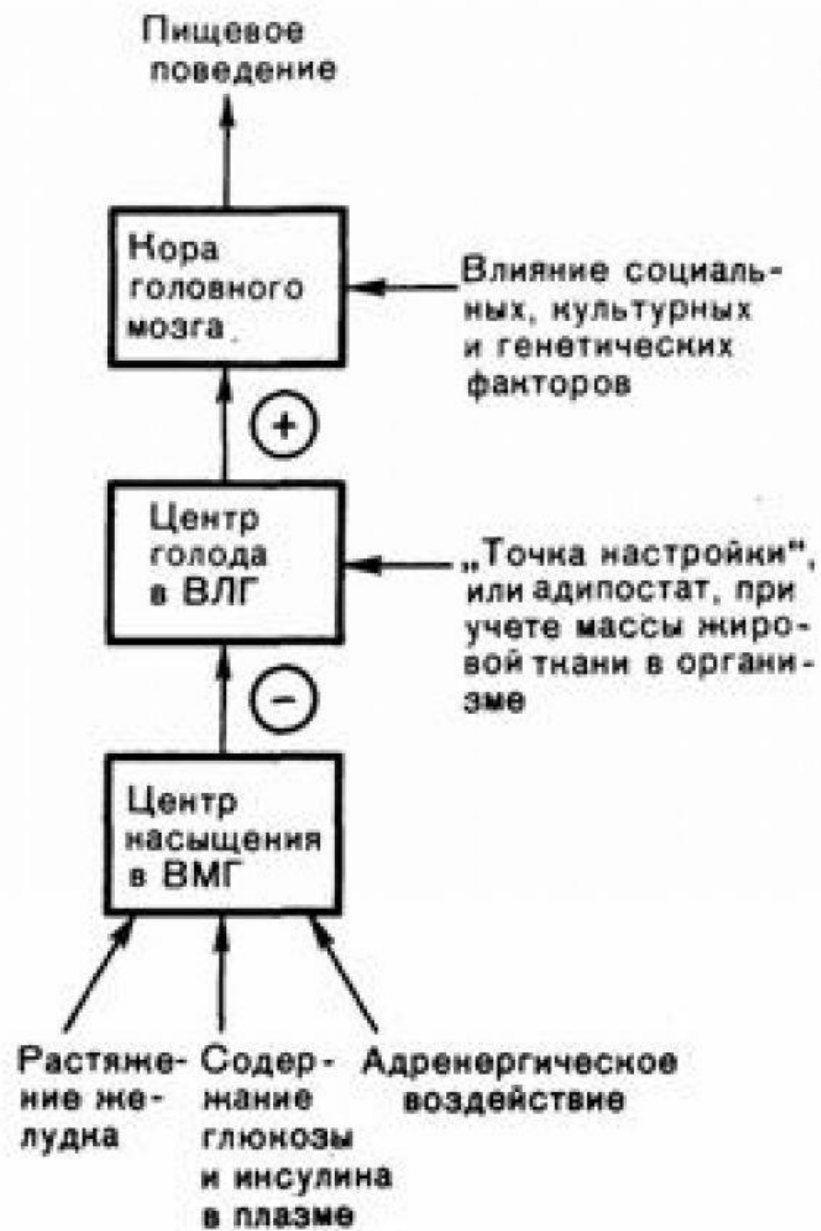 Пищевое
поведение
Кора
головного
мозга
Влияние социаль-
ных, культурных
и генетических
факторов
+
Центр
голода
в ВЛГ
„Точка настройки“,
или адипостат, при
учете массы жиро-
вой ткани в органи-
зме
−
Центр
насыщения
в ВМГ
Растяже-
ние же-
лудка
Содер-
жание
глюкозы
и инсулина
в плазме
Адренергическое
воздействие